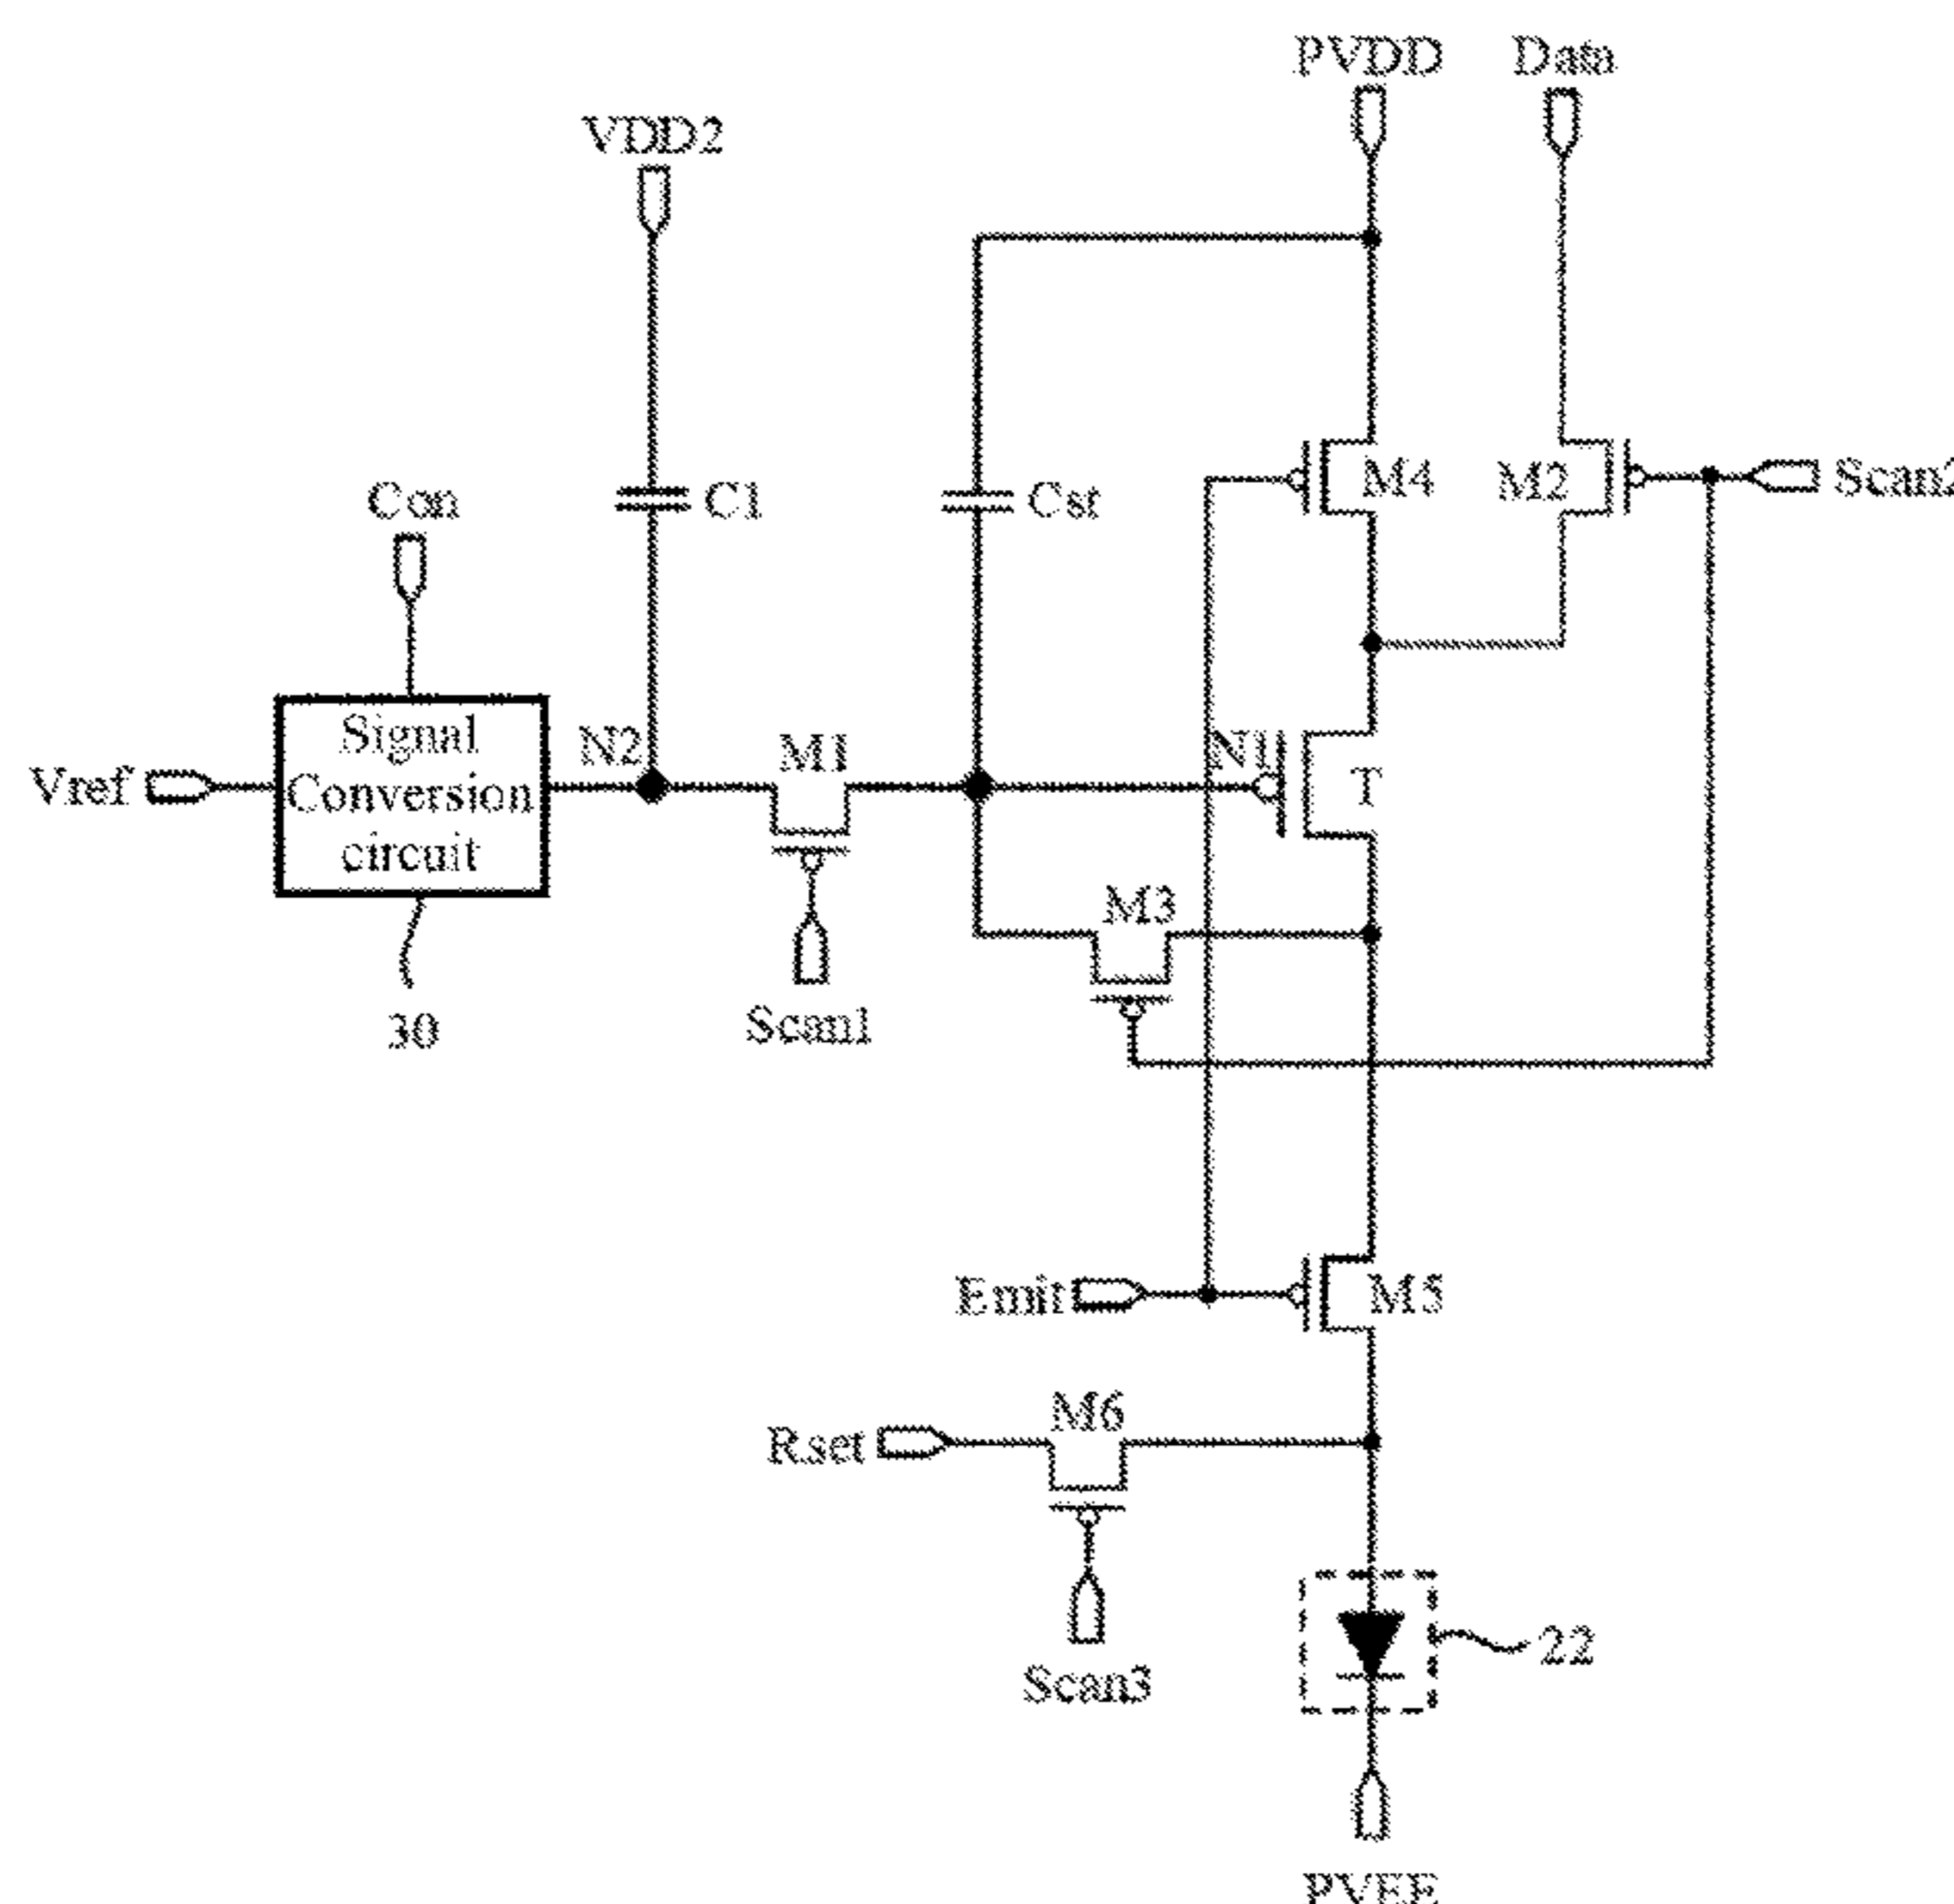 PVDD
Data
VDD2
Con
C1
Cst
M4
M2
Scan2
Signal
Conversion
circuit
N2
M1
N1
T
Vref
M3
30
Scan1
Emit
M5
M6
Rset
Scan3
22
PVEE